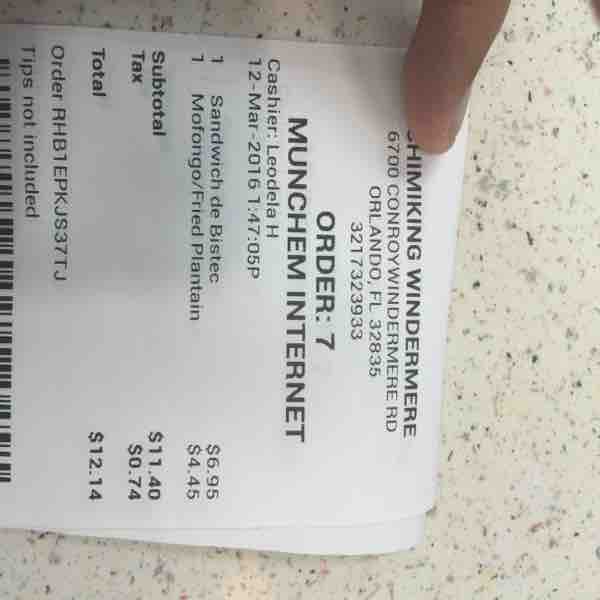 SHIMIKING WINDERMERE
6700 CONROYWINDERMERE RD
ORLANDO, FL 32835
3217323933
ORDER: 7
MUNCHEM INTERNET
Cashier: Leodela H
12-Mar-2016 1:47:05P
1 Sandwich de Bistec $6.95
1 Mofongo/Fried Plantain $4.45
Subtotal $11.40
Tax $0.74
Total $12.14
Order RHB1EPKJS37TJ
Tips not included